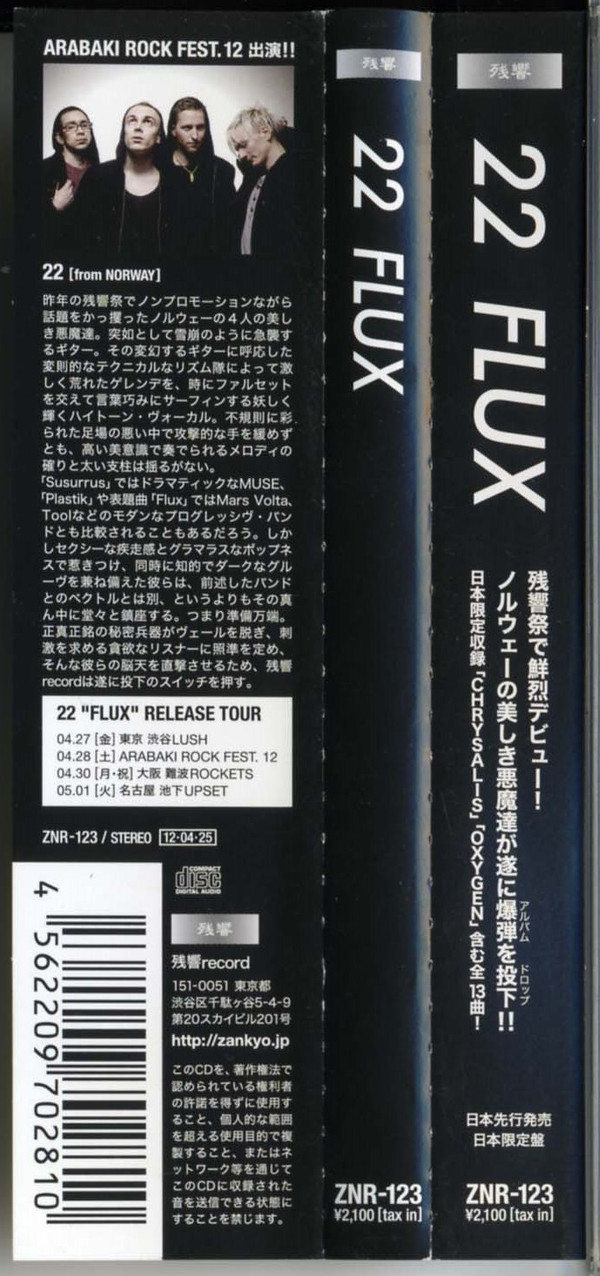 ARABAKI ROCK FEST.12 出演!!
22 [from NORWAY]
昨年の残響祭でノンプロモーションながら
話題をかっ攫ったノルウェーの4人の美し
き悪魔達。突如として雪崩のように急襲す
るギター。その変幻するギターに呼応した
変則的なテクニカルなリズム隊によって激
しく荒れたゲレンデを、時にファルセット
を交えて言葉巧みにサーフィンする妖しく
輝くハイトーン・ヴォーカル。不規則に彩
られた足場の悪い中で攻撃的な手を緩めず
とも、高い美意識で奏でられるメロディの
確りと太い支柱は揺るがない。
「Susurrus」ではドラマティックなMUSE、
「Plastik」や表題曲「Flux」ではMars Volta、
Toolなどのモダンなプログレッシヴ・バン
ドとも比較されることもあるだろう。しか
しセクシーな疾走感とグラマラスなポップネ
スで惹きつけ、同時に知的でダークなグル
ーヴを兼ね備えた彼らは、前述したバンド
とのベクトルとは別、というよりもその真
ん中に堂々と鎮座する。つまり準備万端。
正真正銘の秘密兵器がヴェールを脱ぎ、刺
激を求める貪欲なリスナーに照準を定め、
そんな彼らの脳天を直撃させるため、残響
recordは遂に投下のスイッチを押す。
22 "FLUX" RELEASE TOUR
04.27 [金] 東京 渋谷LUSH
04.28 [土] ARABAKI ROCK FEST. 12
04.30 [月・祝] 大阪 難波ROCKETS
05.01 [火] 名古屋 池下UPSET
ZNR-123 / STEREO 12・04・25
COMPACT
disc
DIGITAL AUDIO
残響
残響record
151-0051 東京都
渋谷区千駄ヶ谷5-4-9
第20スカイビル201号
http://zankyo.jp
このCDを、著作権法で
認められている権利者
の許諾を得ずに使用す
ること、個人的な範囲
を超える使用目的で複
製すること、またはネ
ットワーク等を通じて
このCDに収録された
音を送信できる状態に
することを禁じます。
4 562209 702810
残響
22 FLUX
ZNR-123
¥2,100 [tax in]
残響
22 FLUX
残響祭で鮮烈デビュー!
ノルウェーの美しき悪魔達が遂に爆弾を投下!!
アルバム ドロップ
日本限定収録「CHRYSALIS」「OXYGEN」含む全13曲!
日本先行発売
日本限定盤
ZNR-123
¥2,100 [tax in]